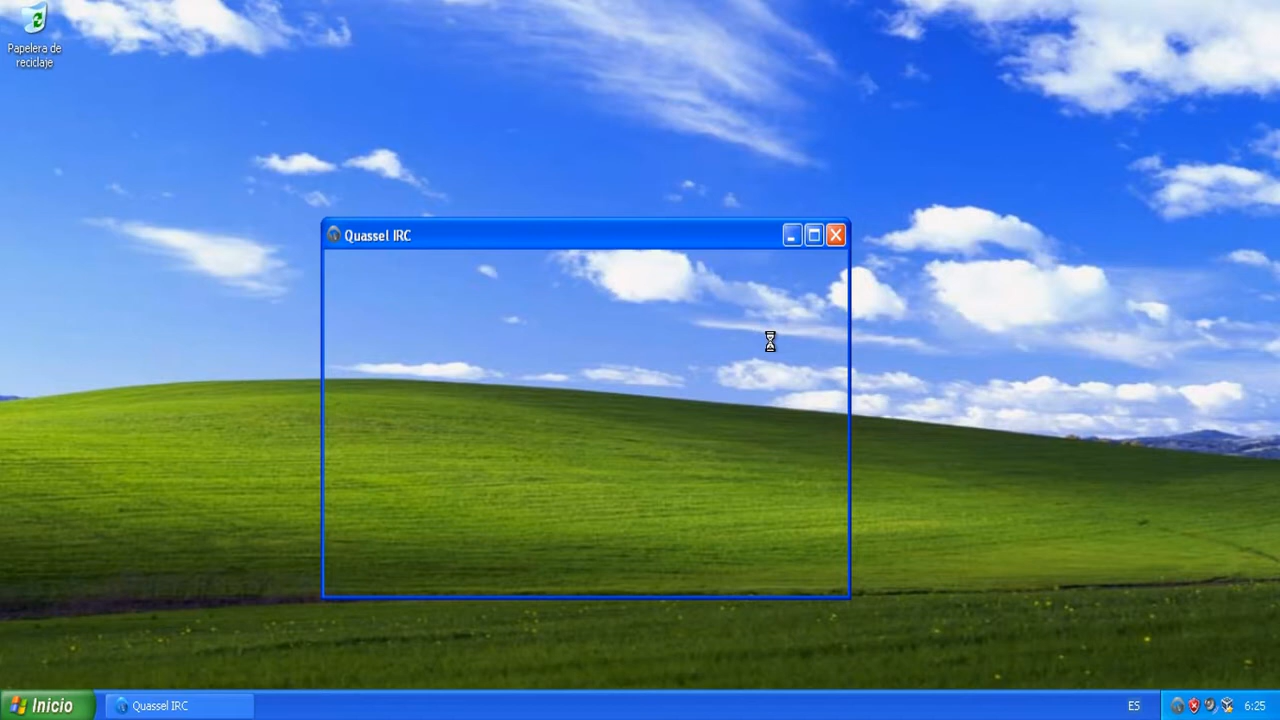 Papelera de
reciclaje
Quassel IRC
Inicio
Quassel IRC
ES
6:25